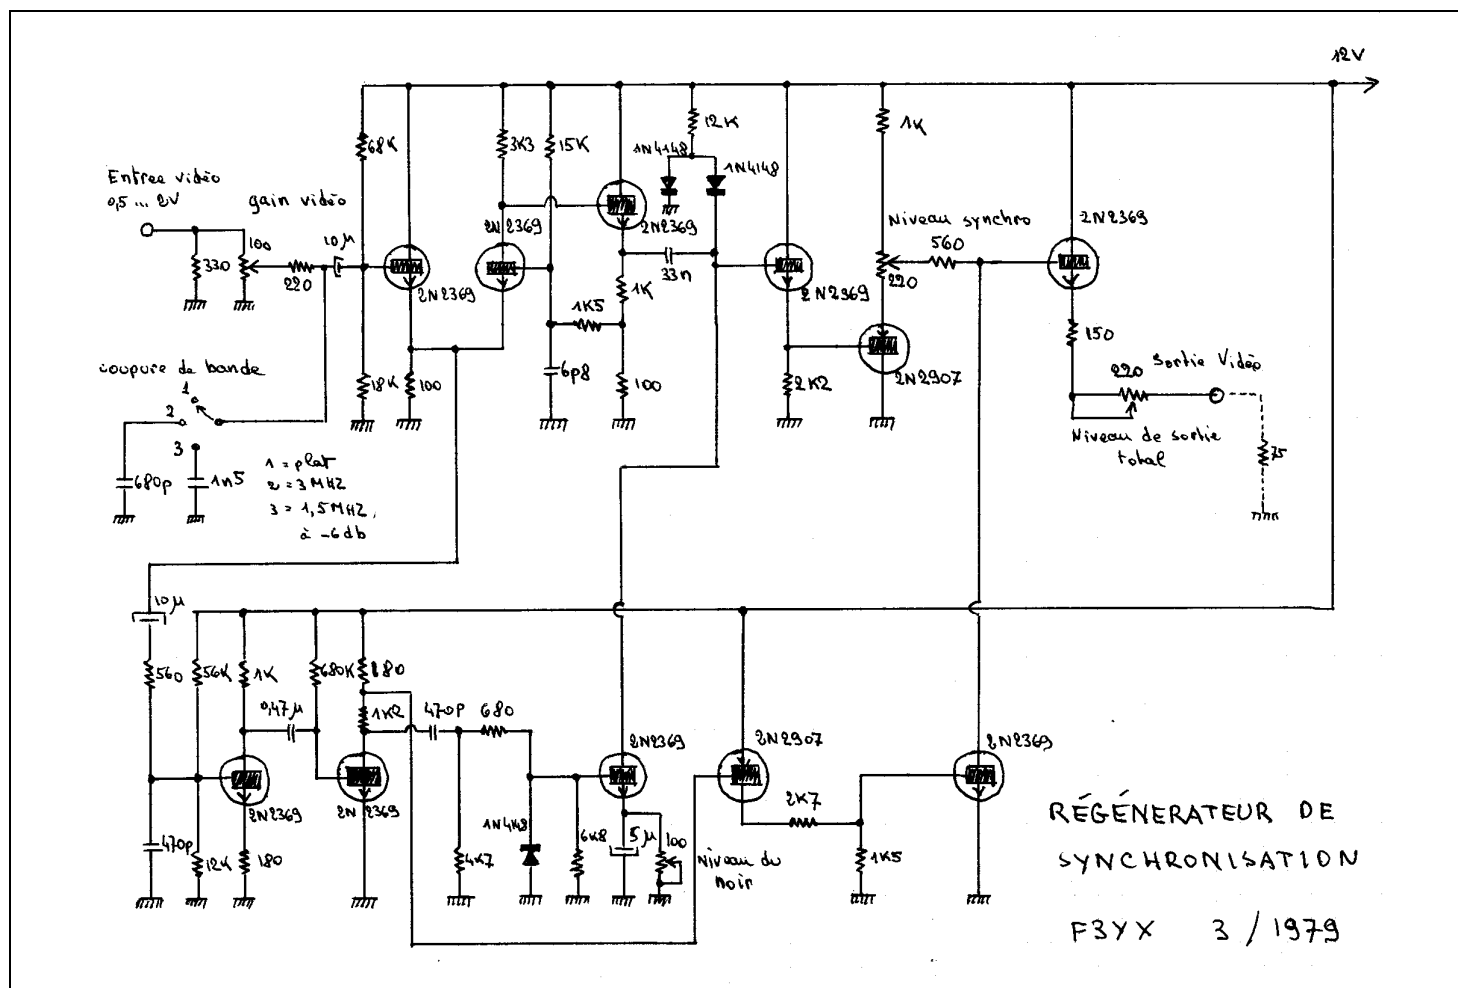 12V
68K
3K3
15K
12K
1N4148
1N4148
1K
Entree vidéo
0,5 ... 2V
gain vidéo
2N2369
2N2369
Niveau synchro
560
2N2369
100
10µ
330
220
2N2369
33n
1K
2N2369
220
1K5
150
coupure de bande
1
2
3
18K
100
6p8
100
2K2
2N2907
220
Sortie Vidéo
Niveau de sortie
total
75
680p
1n5
1 = plat
2 = 3MHZ
3 = 1,5MHZ,
à -6db
10µ
560
56K
1K
680K
180
0,47µ
1K2
470p
680
2N2369
2N2907
2N2369
2N2369
2N2369
2K7
470p
12K
180
4K7
1N4148
6K8
5µ
100
Niveau du
noir
1K5
RÉGÉNERATEUR DE
SYNCHRONISATION
F3YX 3/1979